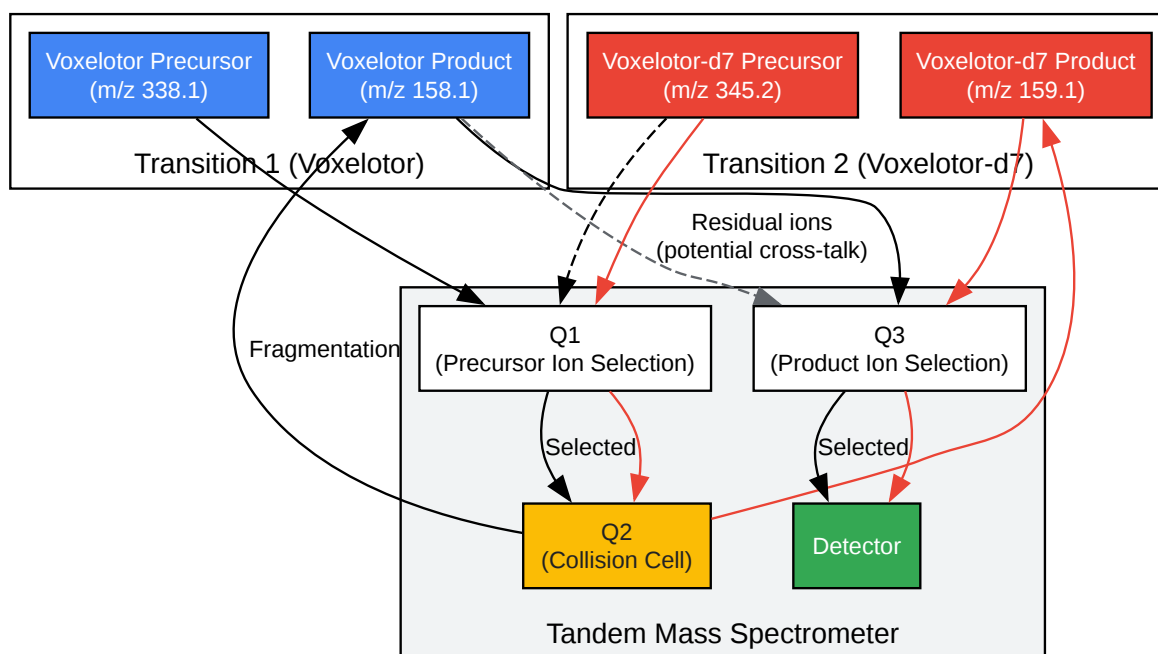 Voxelotor Precursor
(m/z 338.1)
Voxelotor Product
(m/z 158.1)
Voxelotor-d7 Precursor
(m/z 345.2)
Voxelotor-d7 Product
(m/z 159.1)
Transition 1 (Voxelotor)
Transition 2 (Voxelotor-d7)
Residual ions
(potential cross-talk)
Fragmentation
Q1
(Precursor Ion Selection)
Q3
(Product Ion Selection)
Selected
Selected
Q2
(Collision Cell)
Detector
Tandem Mass Spectrometer